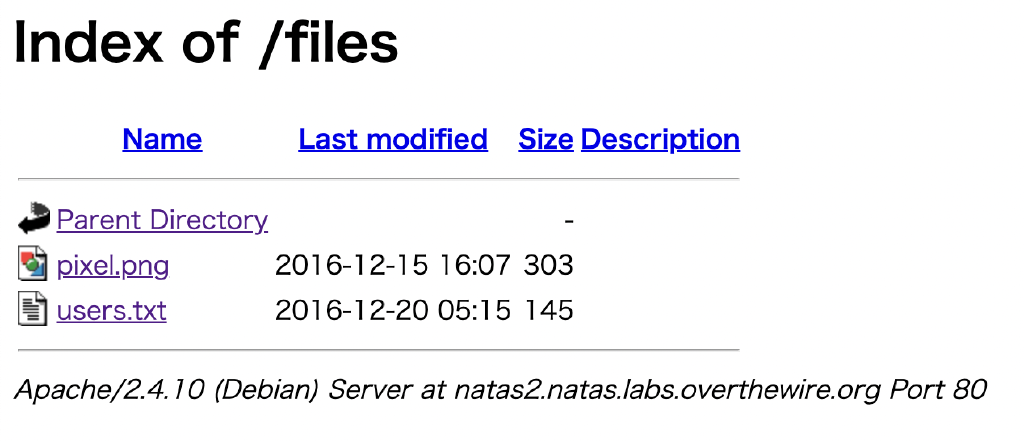 Index of /files
Name Last modified Size Description
Parent Directory -
pixel.png 2016-12-15 16:07 303
users.txt 2016-12-20 05:15 145
Apache/2.4.10 (Debian) Server at natas2.natas.labs.overthewire.org Port 80